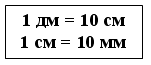 1 дм = 10 см
1 см = 10 мм